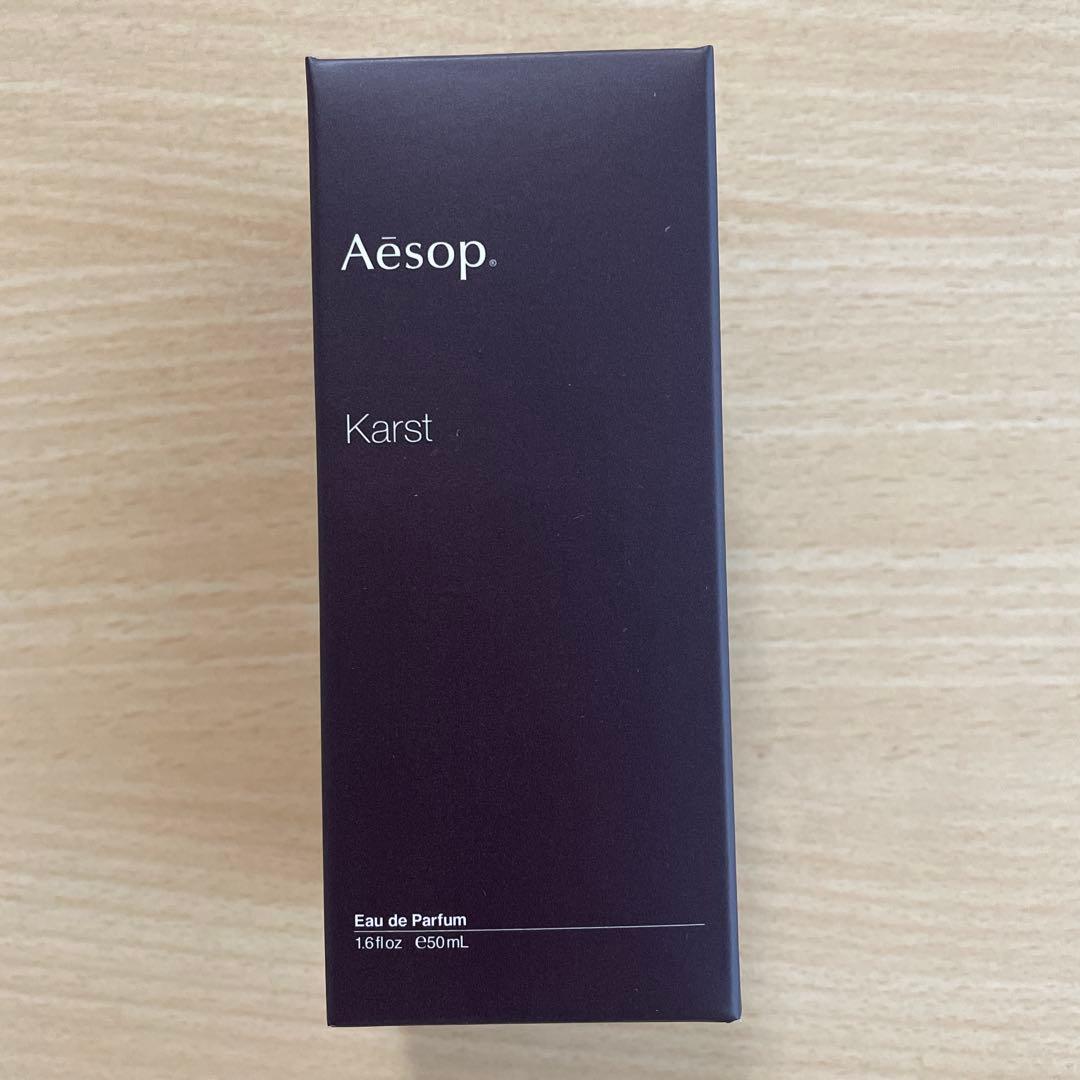 Aēsop®
Karst
Eau de Parfum
1.6 fl oz ℮50 mL